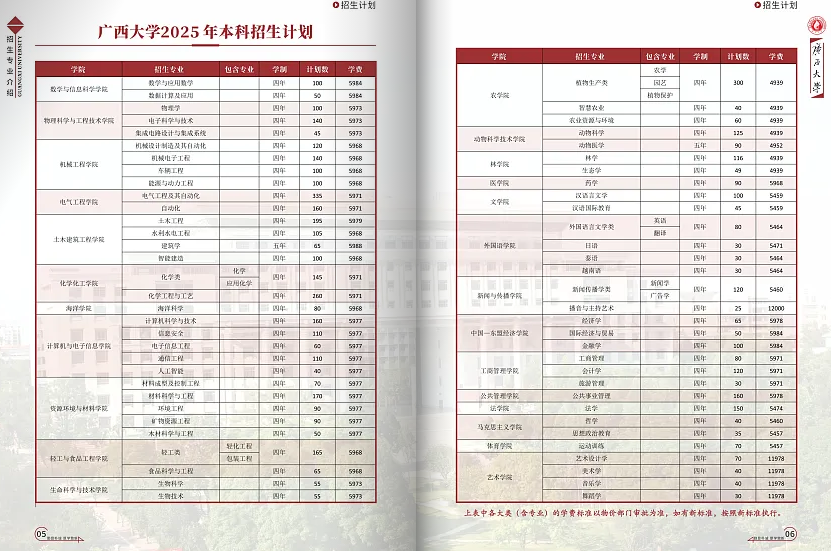 招生计划
招生专业介绍
GUANGXI UNIVERSITY
广西大学2025年本科招生计划
学院 招生专业 包含专业 学制 计划数 学费
数学与信息科学学院 数学与应用数学 四年 100 5984
数据计算及应用 四年 50 5984
物理科学与工程技术学院 物理学 四年 100 5973
电子科学与技术 四年 140 5973
集成电路设计与集成系统 四年 45 5973
机械工程学院 机械设计制造及其自动化 四年 120 5968
机械电子工程 四年 140 5968
车辆工程 四年 100 5968
能源与动力工程 四年 100 5968
电气工程学院 电气工程及其自动化 四年 335 5971
自动化 四年 160 5971
土木建筑工程学院 土木工程 四年 195 5979
水利水电工程 四年 105 5968
建筑学 五年 65 5988
智能建造 四年 100 5968
化学化工学院 化学类 化学 四年 145 5971
应用化学
化学工程与工艺 四年 260 5971
海洋学院 海洋科学 四年 80 5968
计算机与电子信息学院 计算机科学与技术 四年 160 5977
信息安全 四年 110 5977
电子信息工程 四年 60 5977
通信工程 四年 110 5977
人工智能 四年 40 5977
资源环境与材料学院 材料成型及控制工程 四年 70 5977
材料科学与工程 四年 170 5977
环境工程 四年 90 5977
矿物资源工程 四年 90 5977
木材科学与工程 四年 50 5977
轻工与食品工程学院 轻工类 轻化工程 四年 165 5968
包装工程
食品科学与工程 四年 65 5968
生命科学与技术学院 生物科学 四年 55 5973
生物技术 四年 55 5973
05
招生计划
广西大学
学院 招生专业 包含专业 学制 计划数 学费
农学院 植物生产类 农学 四年 300 4939
园艺
植物保护
智慧农业 四年 40 4939
农业资源与环境 四年 60 4939
动物科学技术学院 动物科学 四年 125 4939
动物医学 五年 90 4952
林学院 林学 四年 116 4939
生态学 四年 49 4939
医学院 药学 四年 90 5968
文学院 汉语言文学 四年 100 5459
汉语国际教育 四年 45 5459
外国语学院 外国语言文学类 英语 四年 80 5464
翻译
日语 四年 30 5471
泰语 四年 30 5464
越南语 四年 30 5464
新闻与传播学院 新闻传播学类 新闻学 四年 120 5460
广告学
播音与主持艺术 四年 25 12000
中国—东盟经济学院 经济学 四年 65 5978
国际经济与贸易 四年 50 5984
金融学 四年 100 5984
工商管理学院 工商管理 四年 80 5971
会计学 四年 120 5971
旅游管理 四年 30 5971
公共管理学院 公共事业管理 四年 160 5978
法学院 法学 四年 150 5474
马克思主义学院 哲学 四年 40 5460
思想政治教育 四年 35 5457
体育学院 运动训练 四年 70 5457
艺术学院 艺术设计学 四年 70 11978
美术学 四年 40 11978
音乐学 四年 40 11978
舞蹈学 四年 30 11978
上表中各大类（含专业）的学费标准以物价部门审批为准，如有新标准，按照新标准执行。
06